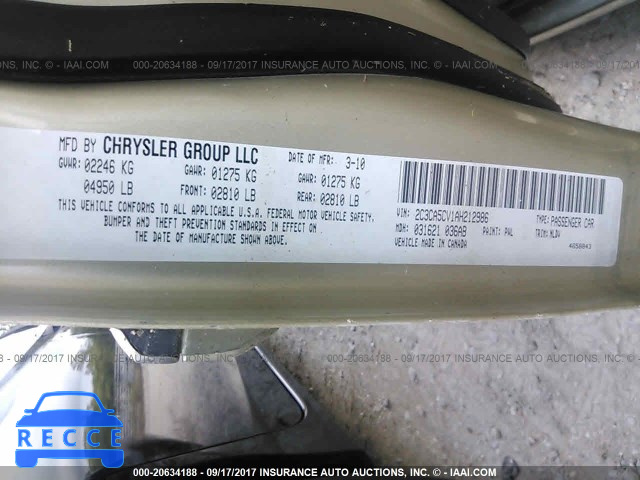 000-20634188 - 09/17/2017 - INSURANCE AUTO AUCTIONS, INC. - © IAAI.COM
MFD BY CHRYSLER GROUP LLC
DATE OF MFR: 3-10
GVWR: 02246 KG GAWR: 01275 KG GAWR: 01275 KG
04950 LB FRONT: 02810 LB REAR: 02810 LB
THIS VEHICLE CONFORMS TO ALL APPLICABLE U.S.A. FEDERAL MOTOR VEHICLE SAFETY,
BUMPER AND THEFT PREVENTION STANDARDS IN EFFECT ON
THE DATE OF MANUFACTURE SHOWN ABOVE.
VIN: 2C3CA5CV1AH212986 TYPE: PASSENGER CAR
MDH: 031621 036AB PAINT: PAL TRIM: MLDV
VEHICLE MADE IN CANADA
000-20634188 - 09/17/2017 - INSURANCE AUTO AUCTIONS, INC. - © IAAI.COM
RECCE
000-20634188 - 09/17/2017 - INSURANCE AUTO AUCTIONS, INC. - © IAAI.COM